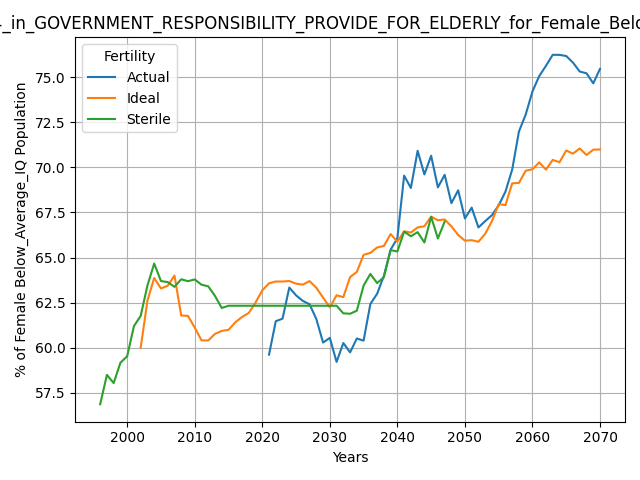 _in_GOVERNMENT_RESPONSIBILITY_PROVIDE_FOR_ELDERLY_for_Female_Belo
Fertility
Actual
Ideal
Sterile
% of Female Below_Average_IQ Population
75.0
72.5
70.0
67.5
65.0
62.5
60.0
57.5
2000
2010
2020
2030
2040
2050
2060
2070
Years